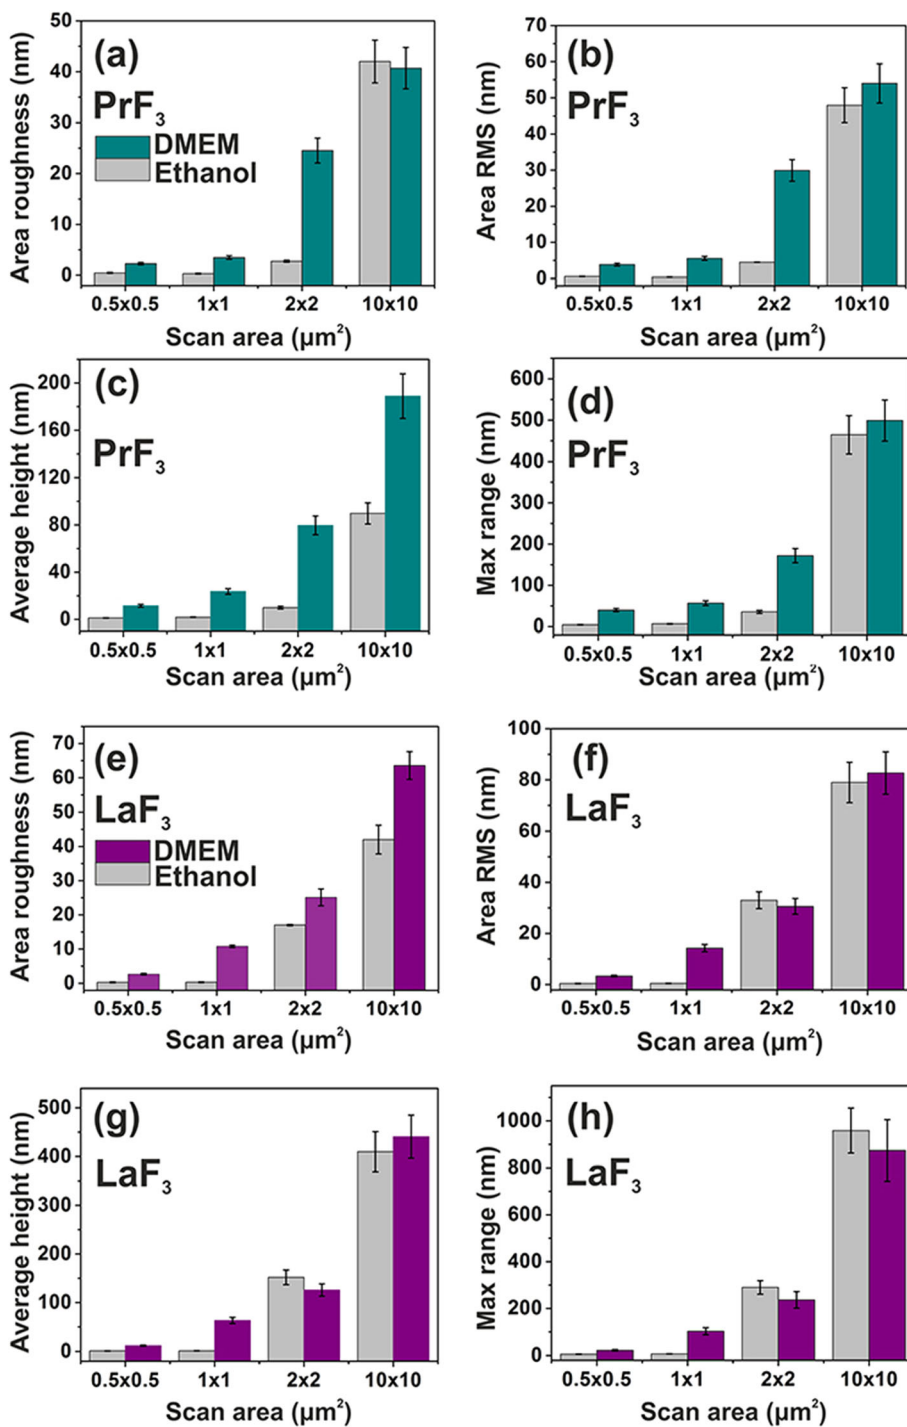 (a)
PrF3
DMEM
Ethanol
Area roughness (nm)
50
40
30
20
10
0
0.5x0.5 1x1 2x2 10x10
Scan area (µm²)
(b)
PrF3
Area RMS (nm)
70
60
50
40
30
20
10
0
0.5x0.5 1x1 2x2 10x10
Scan area (µm²)
(c)
PrF3
Average height (nm)
200
160
120
80
40
0
0.5x0.5 1x1 2x2 10x10
Scan area (µm²)
(d)
PrF3
Max range (nm)
600
500
400
300
200
100
0
0.5x0.5 1x1 2x2 10x10
Scan area (µm²)
(e)
LaF3
DMEM
Ethanol
Area roughness (nm)
70
60
50
40
30
20
10
0
0.5x0.5 1x1 2x2 10x10
Scan area (µm²)
(f)
LaF3
Area RMS (nm)
100
80
60
40
20
0
0.5x0.5 1x1 2x2 10x10
Scan area (µm²)
(g)
LaF3
Average height (nm)
500
400
300
200
100
0
0.5x0.5 1x1 2x2 10x10
Scan area (µm²)
(h)
LaF3
Max range (nm)
1000
800
600
400
200
0
0.5x0.5 1x1 2x2 10x10
Scan area (µm²)